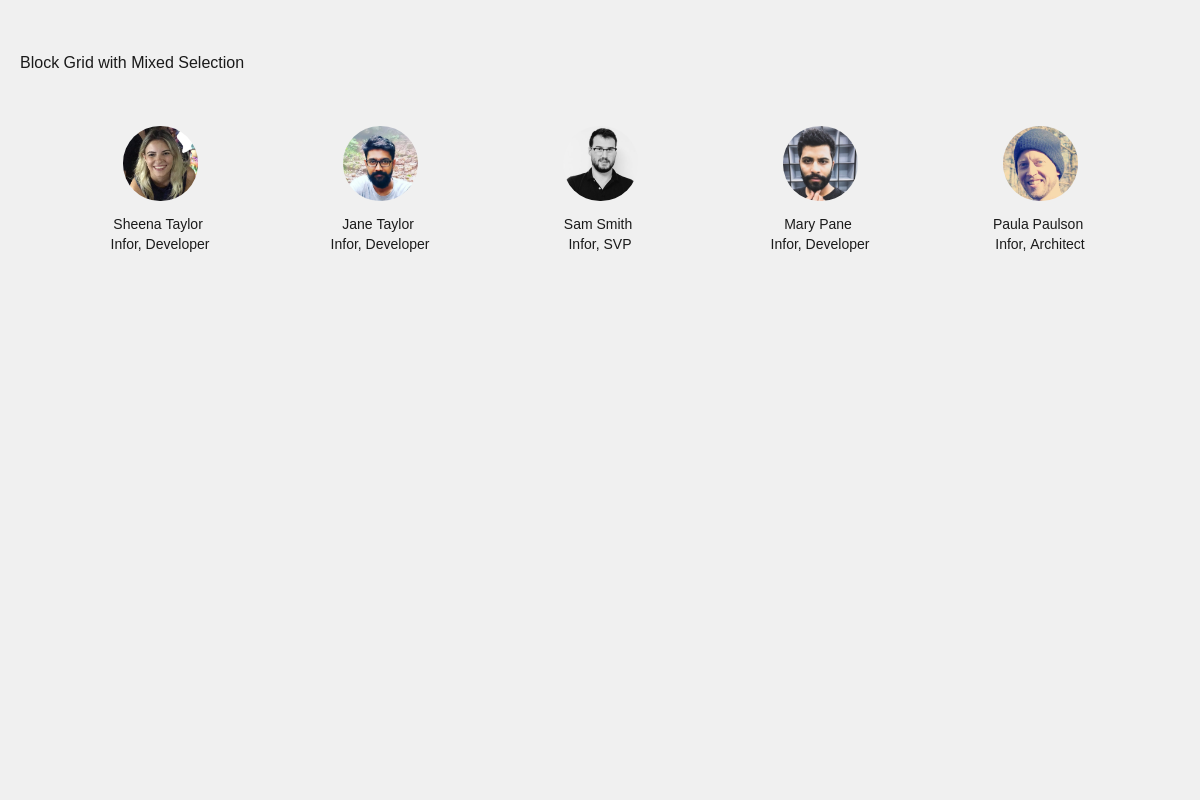 Block Grid with Mixed Selection
Sheena Taylor
Infor, Developer
Jane Taylor
Infor, Developer
Sam Smith
Infor, SVP
Mary Pane
Infor, Developer
Paula Paulson
Infor, Architect